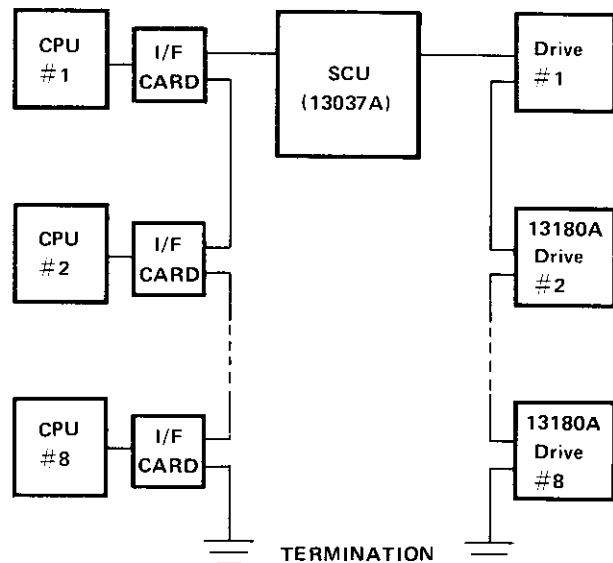 CPU
#1
I/F
CARD
SCU
(13037A)
Drive
#1
CPU
#2
I/F
CARD
13180A
Drive
#2
CPU
#8
I/F
CARD
13180A
Drive
#8
TERMINATION